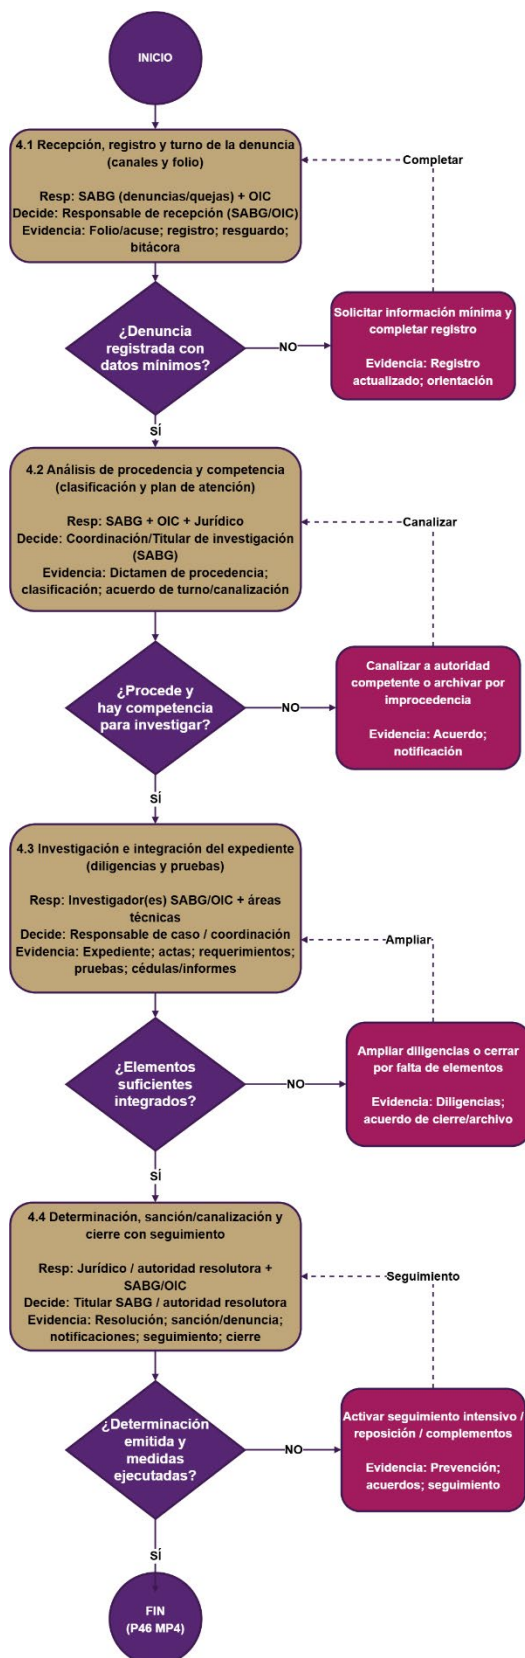 INICIO
4.1 Recepción, registro y turno de la denuncia
(canales y folio)
Resp: SABG (denuncias/quejas) + OIC
Decide: Responsable de recepción (SABG/OIC)
Evidencia: Folio/acuse; registro; resguardo;
bitácora
Completar
Solicitar información mínima y
completar registro
Evidencia: Registro
actualizado; orientación
¿Denuncia
registrada con
datos mínimos?
NO
SÍ
4.2 Análisis de procedencia y competencia
(clasificación y plan de atención)
Resp: SABG + OIC + Jurídico
Decide: Coordinación/Titular de investigación
(SABG)
Evidencia: Dictamen de procedencia;
clasificación; acuerdo de turno/canalización
Canalizar
Canalizar a autoridad
competente o archivar por
improcedencia
Evidencia: Acuerdo;
notificación
¿Procede y
hay competencia
para investigar?
NO
SÍ
4.3 Investigación e integración del expediente
(diligencias y pruebas)
Resp: Investigador(es) SABG/OIC + áreas
técnicas
Decide: Responsable de caso / coordinación
Evidencia: Expediente; actas; requerimientos;
pruebas; cédulas/informes
Ampliar
Ampliar diligencias o cerrar
por falta de elementos
Evidencia: Diligencias;
acuerdo de cierre/archivo
¿Elementos
suficientes
integrados?
NO
SÍ
4.4 Determinación, sanción/canalización y
cierre con seguimiento
Resp: Jurídico / autoridad resolutora +
SABG/OIC
Decide: Titular SABG / autoridad resolutora
Evidencia: Resolución; sanción/denuncia;
notificaciones; seguimiento; cierre
Seguimiento
Activar seguimiento intensivo /
reposición / complementos
Evidencia: Prevención;
acuerdos; seguimiento
¿Determinación
emitida y
medidas
ejecutadas?
NO
SÍ
FIN
(P46 MP4)